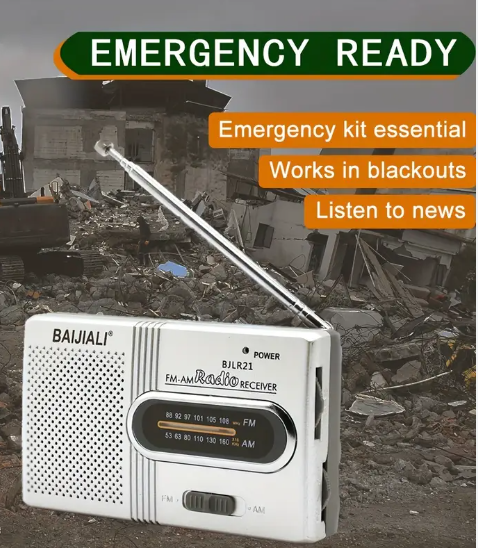 EMERGENCY READY
Emergency kit essential
Works in blackouts
Listen to news
BAIJIALI®
POWER
BJLR21
FM-AM Radio RECEIVER
88 92 97 101 105 108 MHz FM
53 63 80 110 130 160 AM
FM
AM